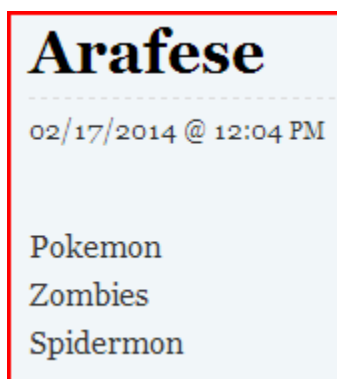 Arafese
02/17/2014 @ 12:04 PM
Pokemon
Zombies
Spidermon